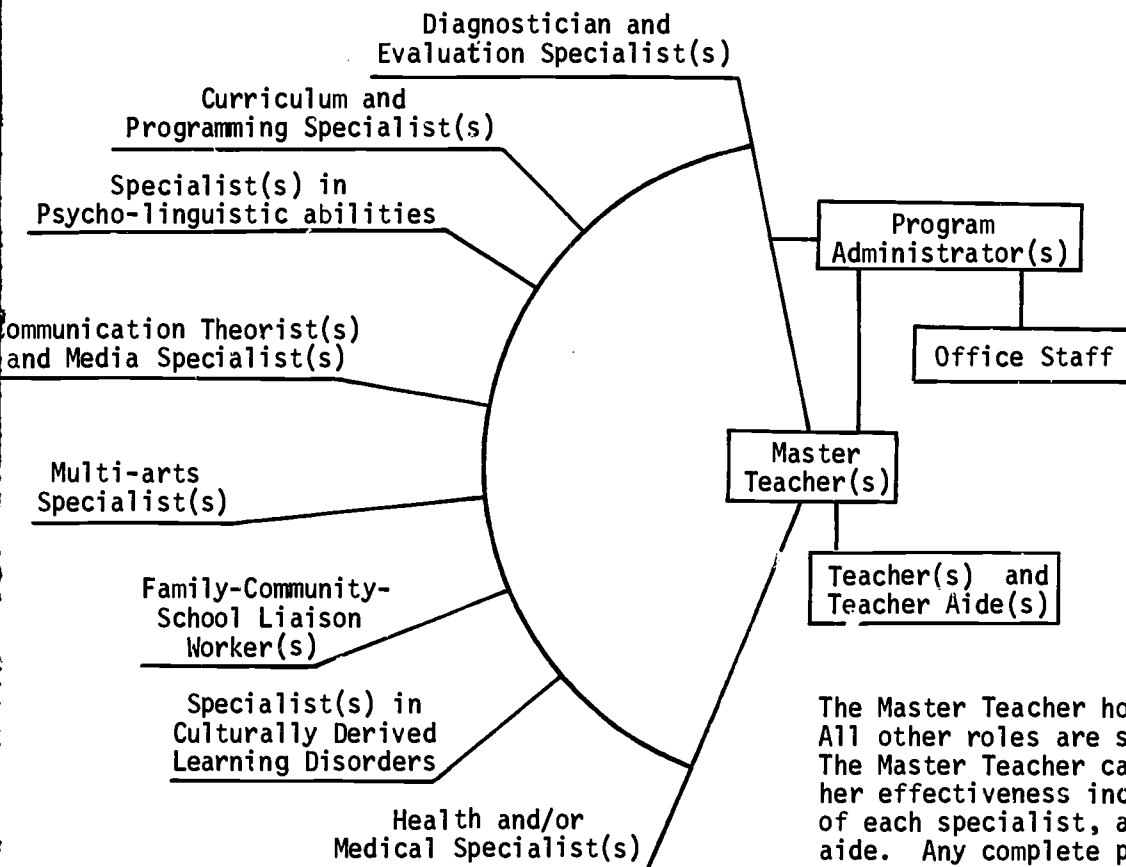 Diagnostician and
Evaluation Specialist(s)
Curriculum and
Programming Specialist(s)
Specialist(s) in
Psycho-linguistic abilities
ommunication Theorist(s)
and Media Specialist(s)
Multi-arts
Specialist(s)
Family-Community-
School Liaison
Worker(s)
Specialist(s) in
Culturally Derived
Learning Disorders
Health and/or
Medical Specialist(s)
Program
Administrator(s)
Office Staff
Master
Teacher(s)
Teacher(s) and
Teacher Aide(s)
The Master Teacher ho
All other roles are s
The Master Teacher ca
her effectiveness inc
of each specialist, a
aide. Any complete p